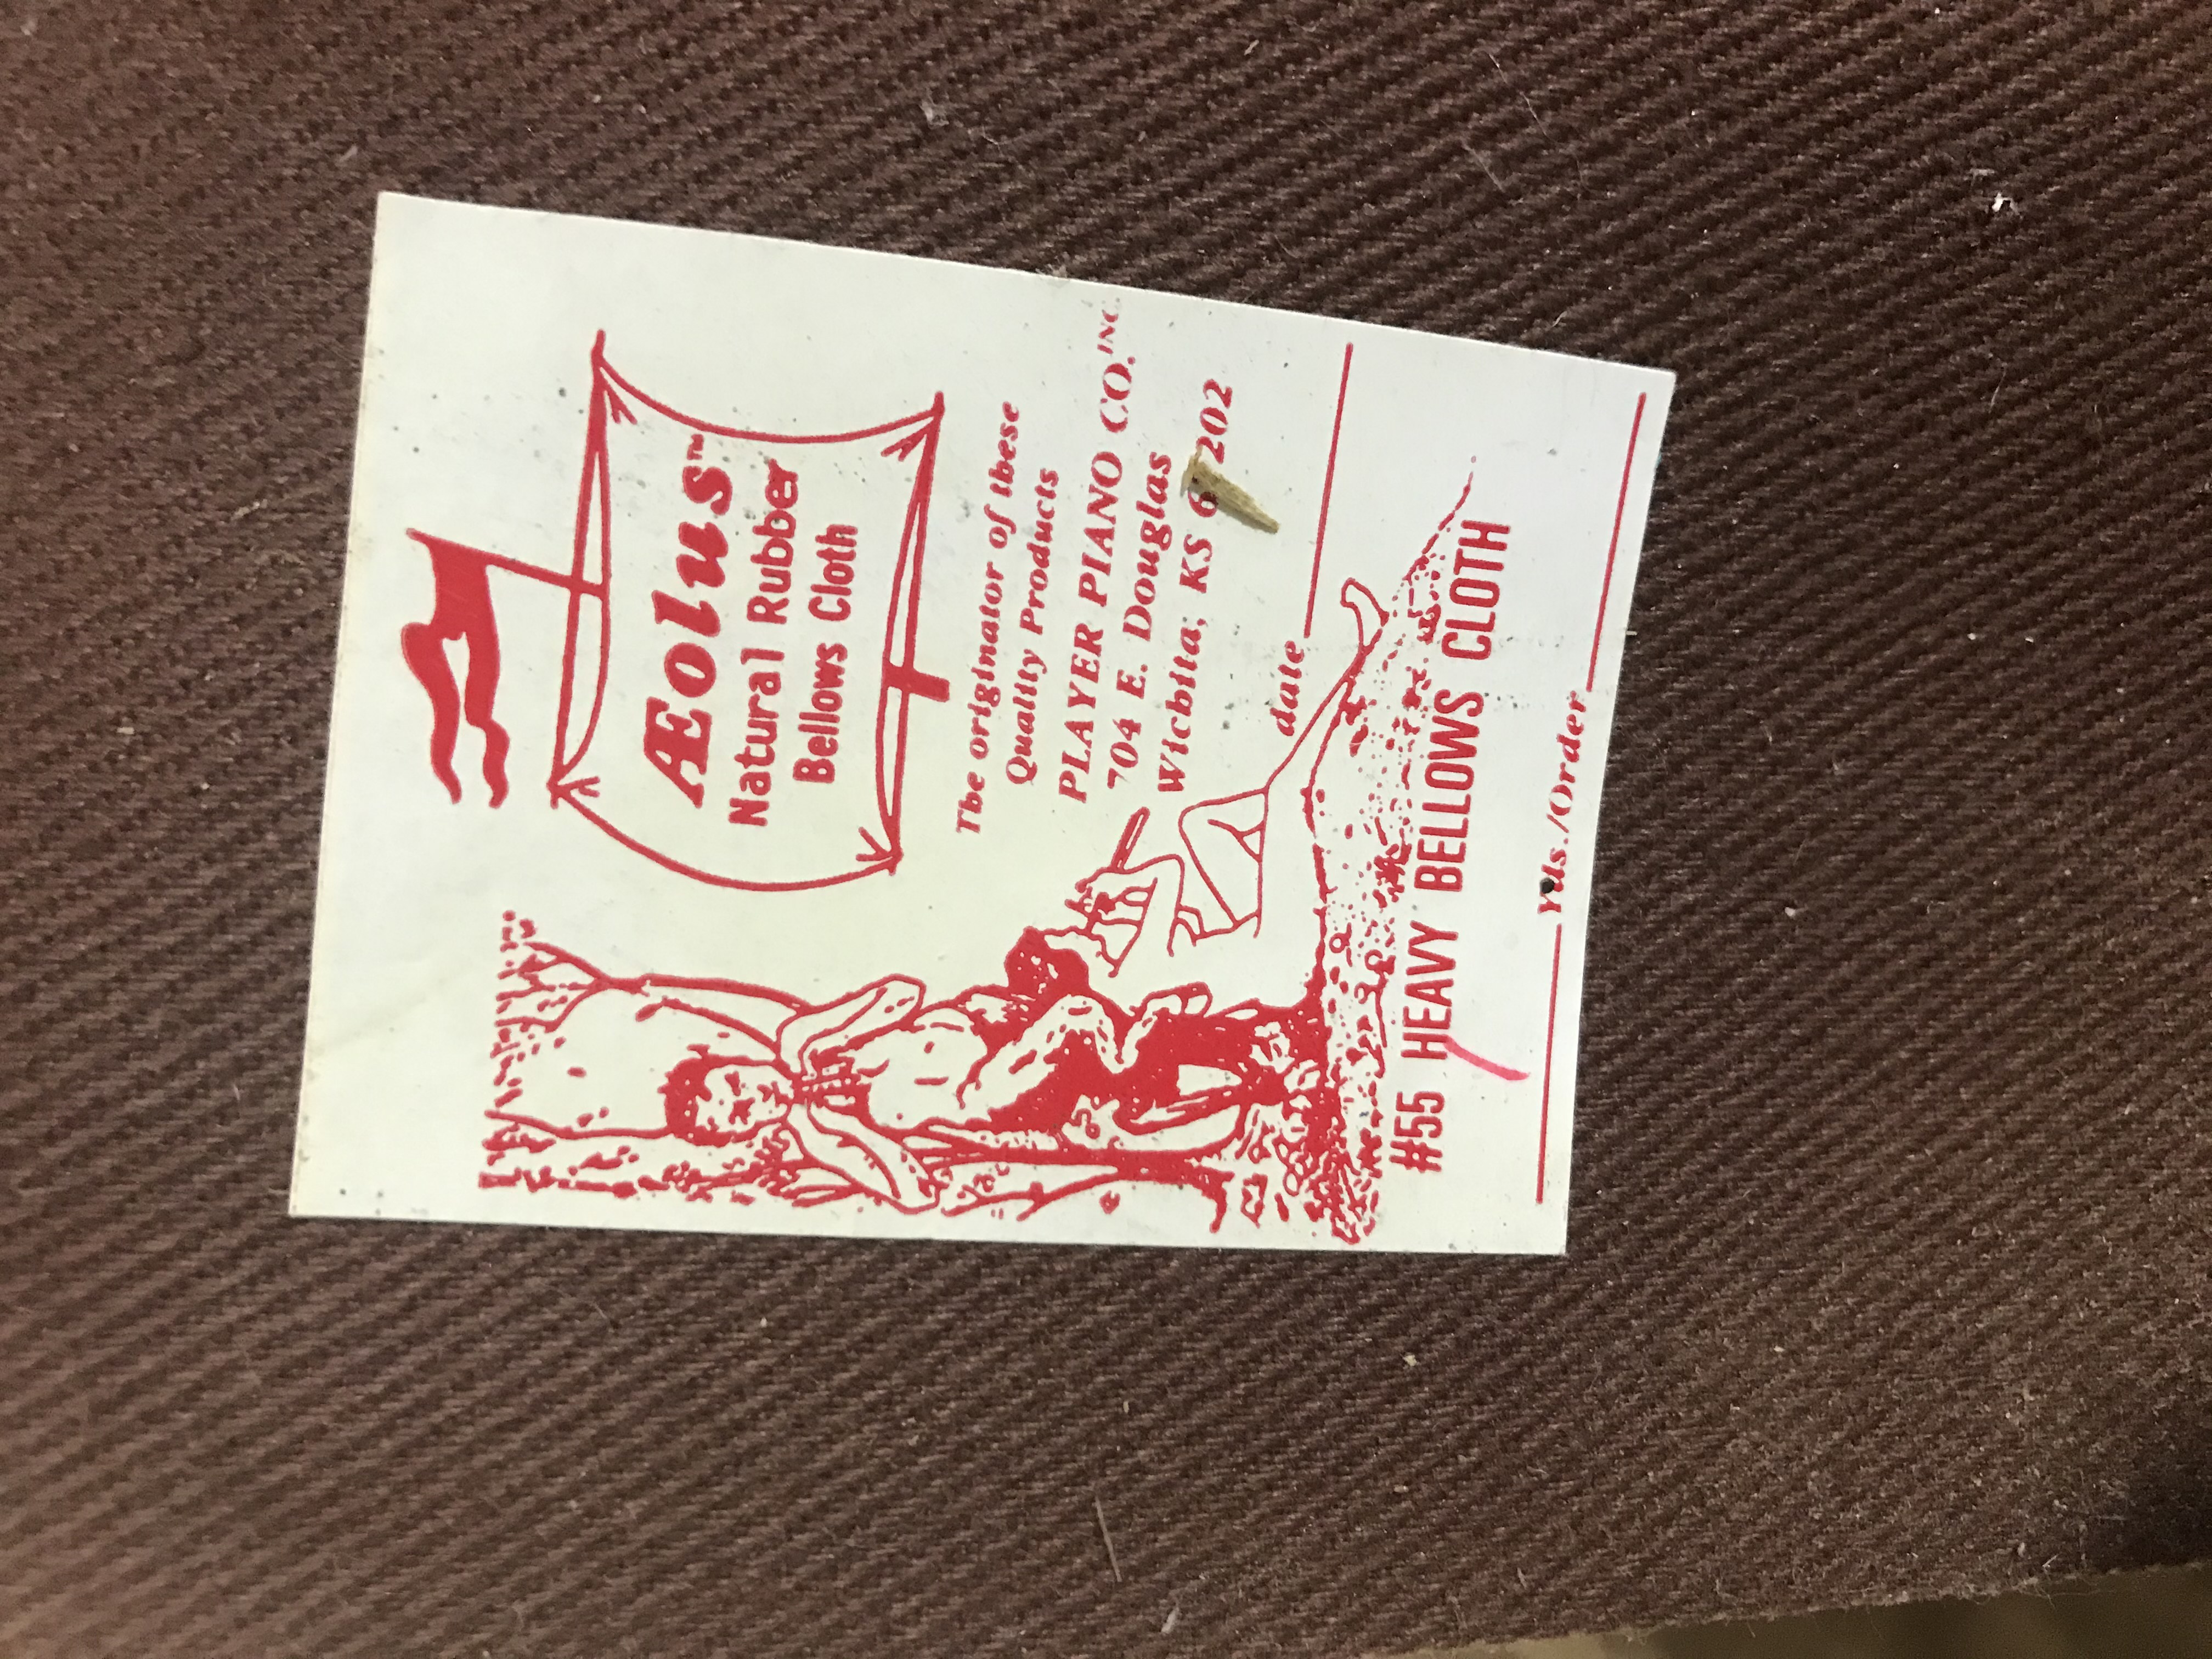 Æolus™
Natural Rubber
Bellows Cloth
The originator of these
Quality Products
PLAYER PIANO CO. INC.
704 E. Douglas
Wichita, KS 67202
date
#55 HEAVY BELLOWS CLOTH
Yds./Order